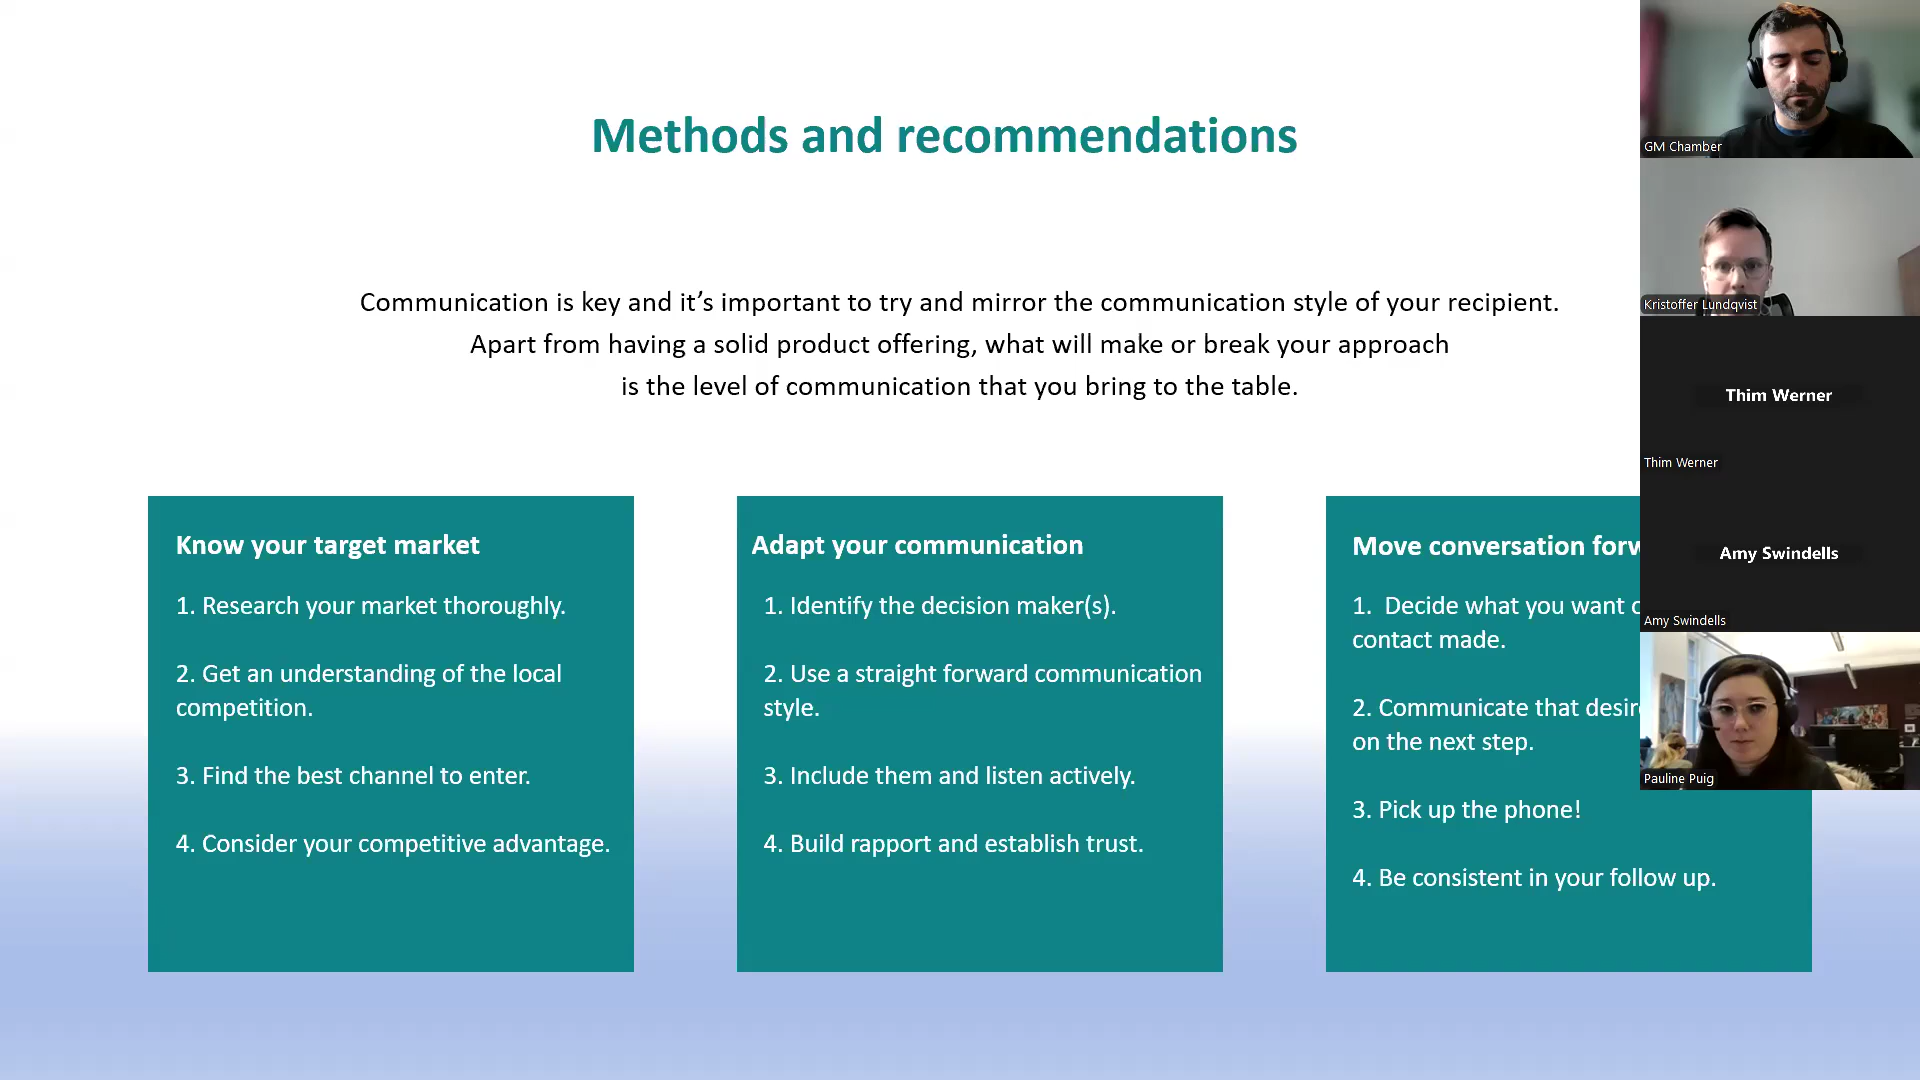 Methods and recommendations
Communication is key and it’s important to try and mirror the communication style of your recipient.
Apart from having a solid product offering, what will make or break your approach
is the level of communication that you bring to the table.
Know your target market
1. Research your market thoroughly.
2. Get an understanding of the local
competition.
3. Find the best channel to enter.
4. Consider your competitive advantage.
Adapt your communication
1. Identify the decision maker(s).
2. Use a straight forward communication
style.
3. Include them and listen actively.
4. Build rapport and establish trust.
Move conversation
1. Decide what you want
contact made.
2. Communicate that
on the next step.
3. Pick up the phone!
4. Be consistent in your follow up.
GM Chamber
Kristoffer Lundqvist
Thim Werner
Thim Werner
Amy Swindells
Amy Swindells
Pauline Puig